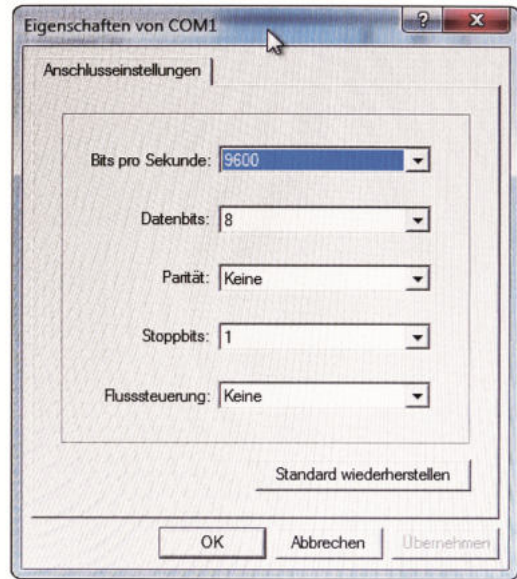 Eigenschaften von COM1
?
X
Anschlusseinstellungen
Bits pro Sekunde: 9600
Datenbits: 8
Parität: Keine
Stoppbits: 1
Flusssteuerung: Keine
Standard wiederherstellen
OK Abbrechen Übernehmen